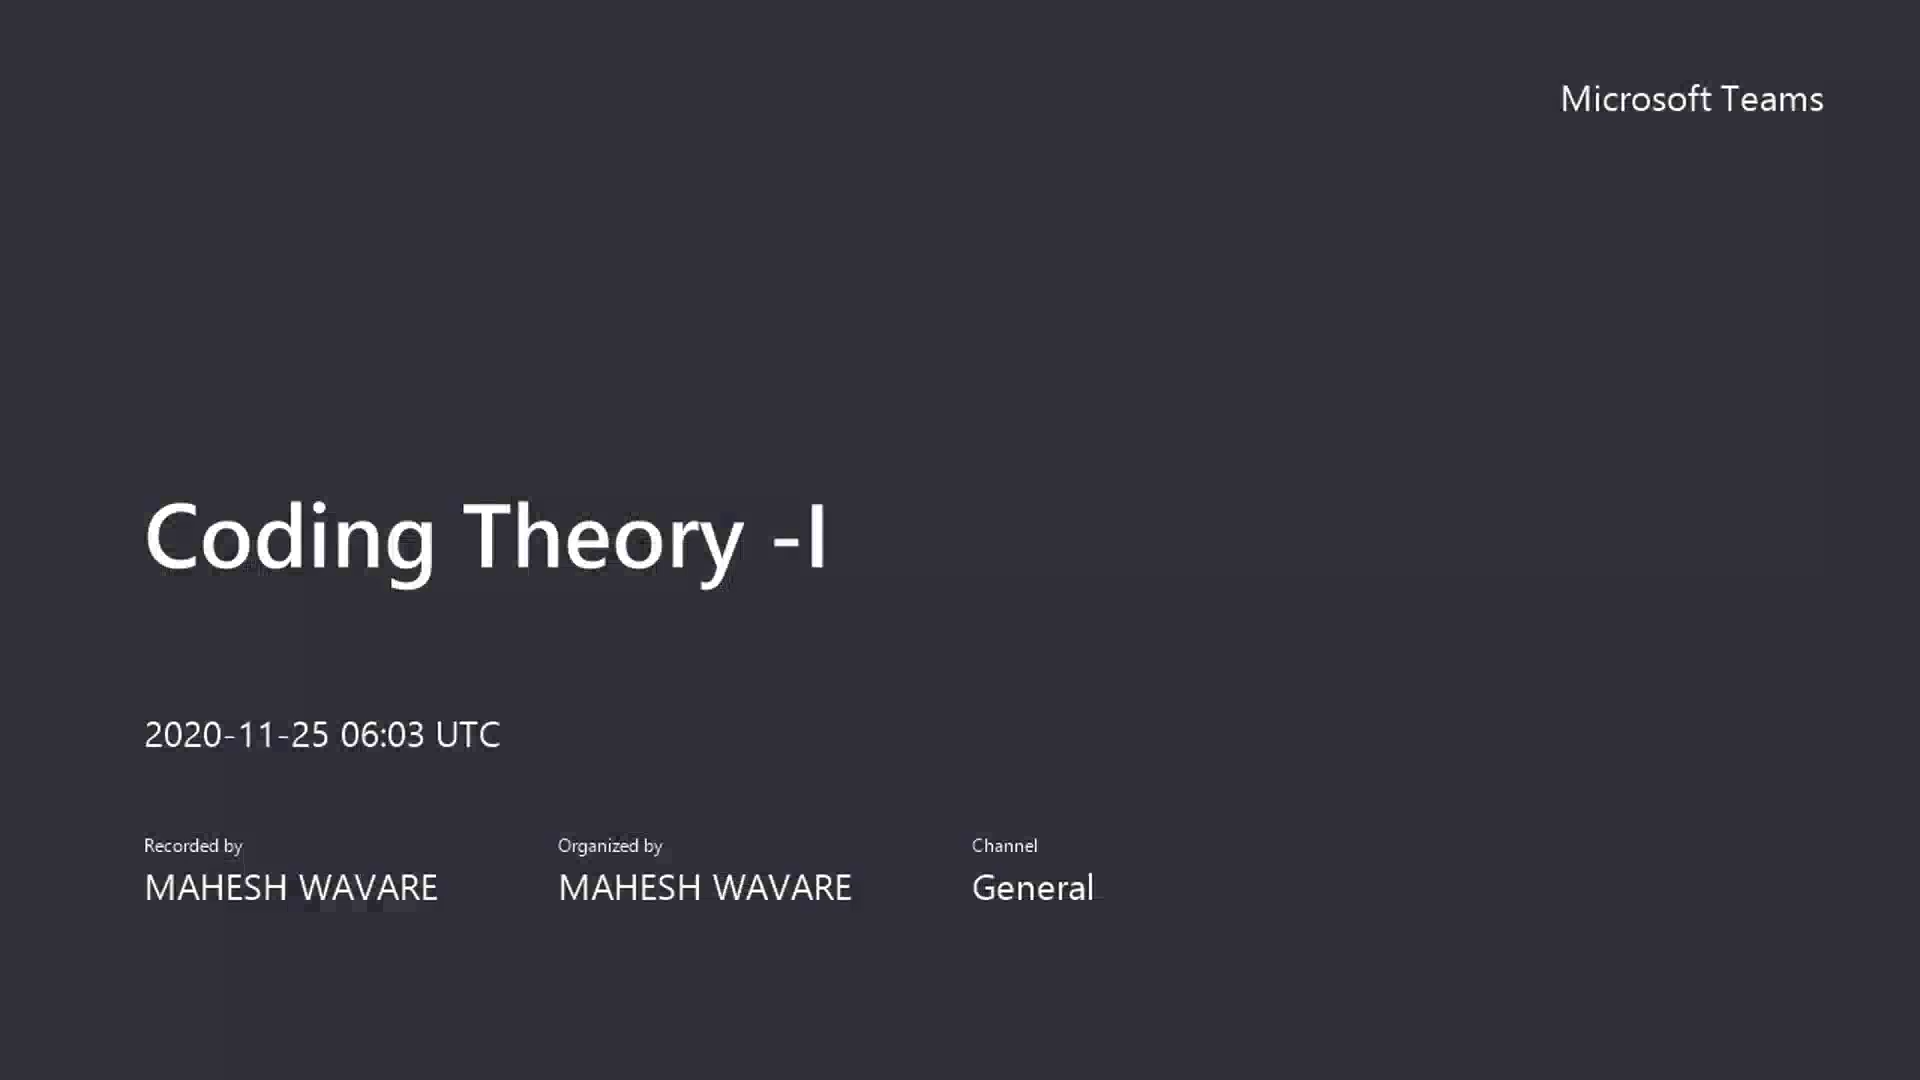 Microsoft Teams
Coding Theory -I
2020-11-25 06:03 UTC
Recorded by
MAHESH WAVARE
Organized by
MAHESH WAVARE
Channel
General